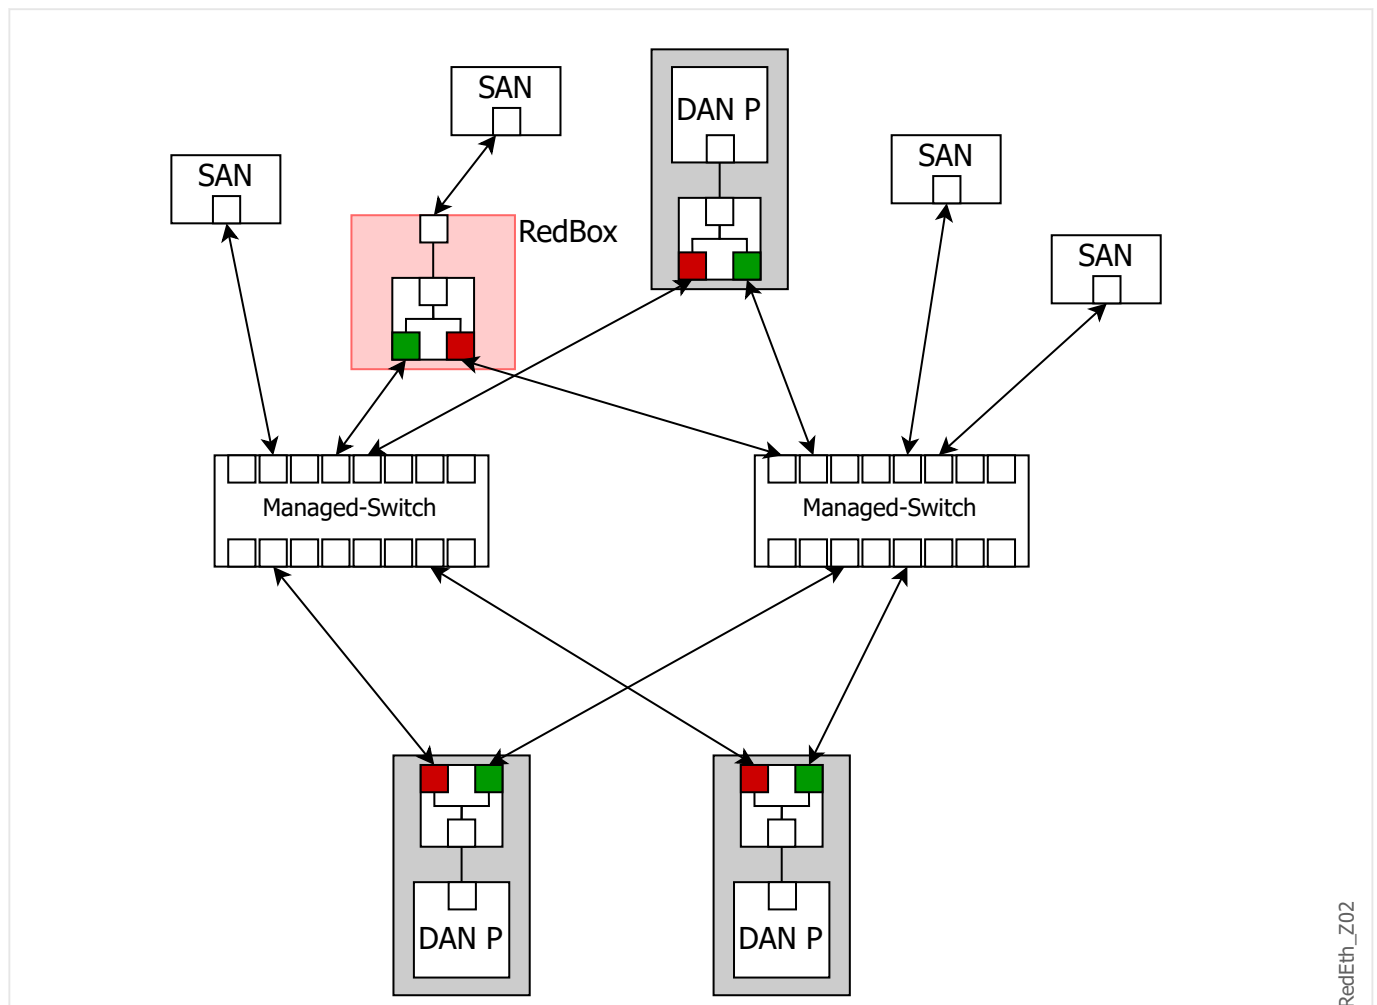 SAN
DAN P
SAN
SAN
RedBox
SAN
Managed-Switch
Managed-Switch
DAN P
DAN P
RedEth_Z02